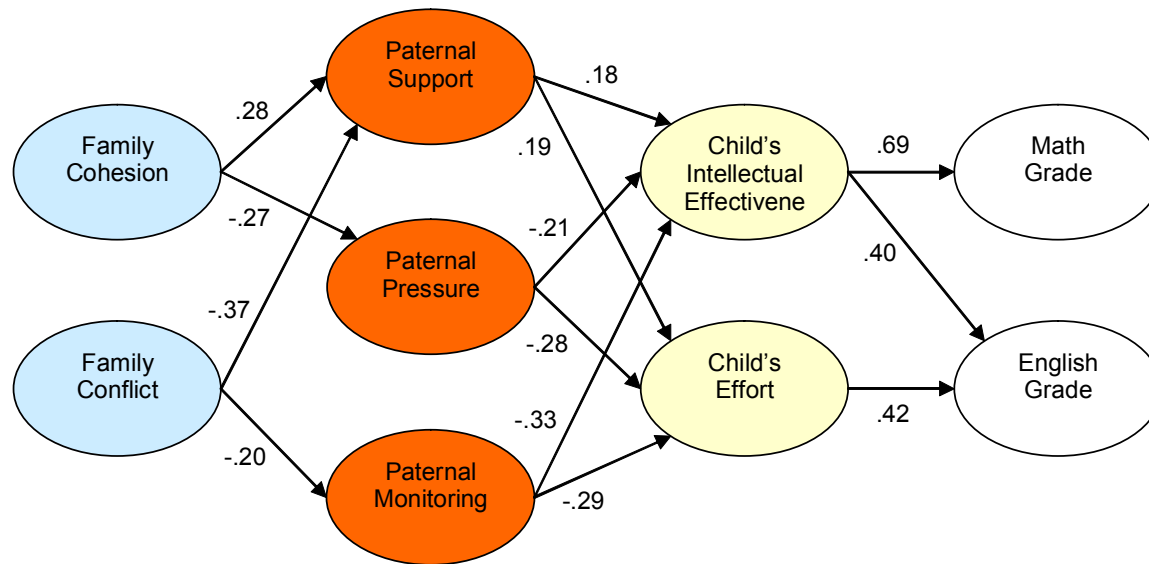 Paternal
Support
.18
.28
.19
Family
Cohesion
Child's
Intellectual
Effectivene
.69
Math
Grade
-.27
-.21
Paternal
Pressure
.40
-.37
-.28
Family
Conflict
Child's
Effort
English
Grade
-.33
.42
-.20
Paternal
Monitoring
-.29